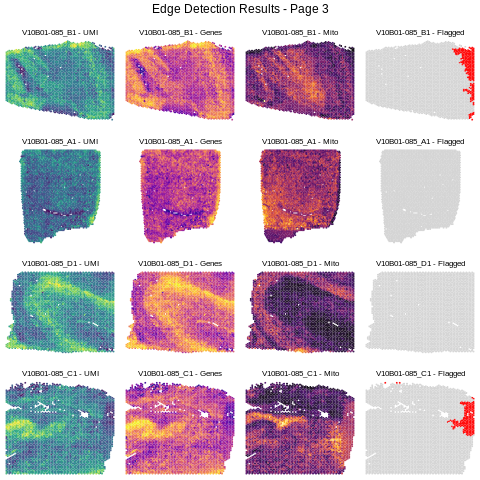 Edge Detection Results - Page 3
V10B01-085_B1 - UMI
V10B01-085_B1 - Genes
V10B01-085_B1 - Mito
V10B01-085_B1 - Flagged
V10B01-085_A1 - UMI
V10B01-085_A1 - Genes
V10B01-085_A1 - Mito
V10B01-085_A1 - Flagged
V10B01-085_D1 - UMI
V10B01-085_D1 - Genes
V10B01-085_D1 - Mito
V10B01-085_D1 - Flagged
V10B01-085_C1 - UMI
V10B01-085_C1 - Genes
V10B01-085_C1 - Mito
V10B01-085_C1 - Flagged